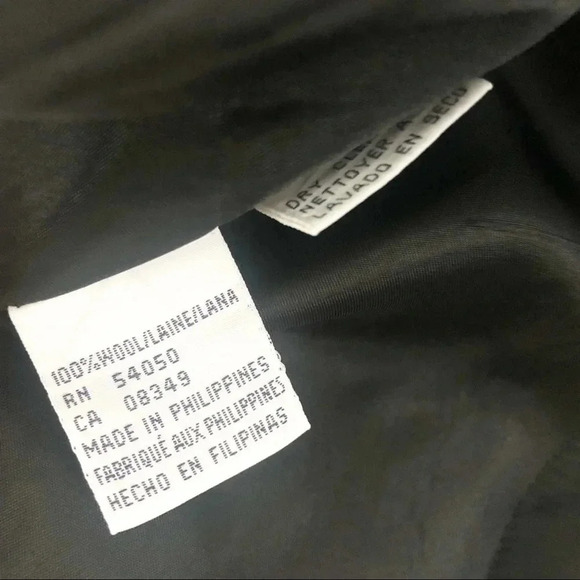 DRY
NETTOYER A
LAVADO EN SECO
100%WOOL/LAINE/LANA
RN 54050
CA 08349
MADE IN PHILIPPINES
FABRIQUÉ AUX PHILIPPINES
HECHO EN FILIPINAS